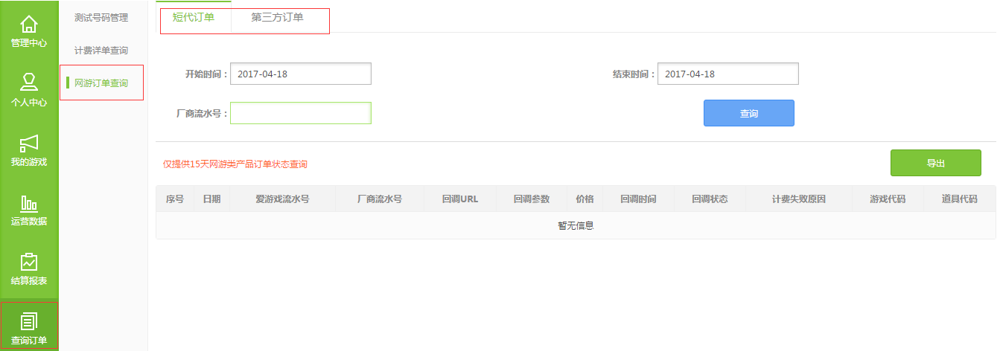 管理中心
个人中心
我的游戏
运营数据
结算报表
查询订单
测试号码管理
计费详单查询
网游订单查询
短代订单 第三方订单
开始时间： 2017-04-18 结束时间： 2017-04-18
厂商流水号： 查询
仅提供15天网游类产品订单状态查询 导出
序号 日期 爱游戏流水号 厂商流水号 回调URL 回调参数 价格 回调时间 回调状态 计费失败原因 游戏代码 道具代码
暂无信息